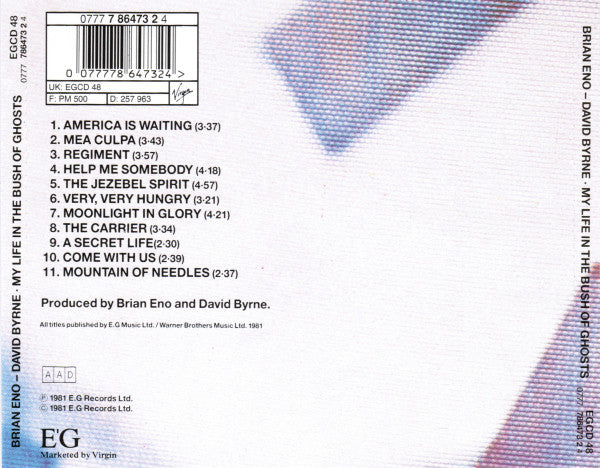 EGCD 48
0777 786473 2 4
BRIAN ENO – DAVID BYRNE · MY LIFE IN THE BUSH OF GHOSTS
0777 7 86473 2 4
0 077778 647324 >
UK: EGCD 48
F: PM 500 D: 257 963
Virgin
1. AMERICA IS WAITING (3·37)
2. MEA CULPA (3·43)
3. REGIMENT (3·57)
4. HELP ME SOMEBODY (4·18)
5. THE JEZEBEL SPIRIT (4·57)
6. VERY, VERY HUNGRY (3·21)
7. MOONLIGHT IN GLORY (4·21)
8. THE CARRIER (3·34)
9. A SECRET LIFE(2·30)
10. COME WITH US (2·39)
11. MOUNTAIN OF NEEDLES (2·37)
Produced by Brian Eno and David Byrne.
All titles published by E.G Music Ltd. / Warner Brothers Music Ltd. 1981
AAD
℗ 1981 E.G Records Ltd.
© 1981 E.G Records Ltd.
E'G
Marketed by Virgin
BRIAN ENO – DAVID BYRNE · MY LIFE IN THE BUSH OF GHOSTS
EGCD 48
0777 786473 2 4